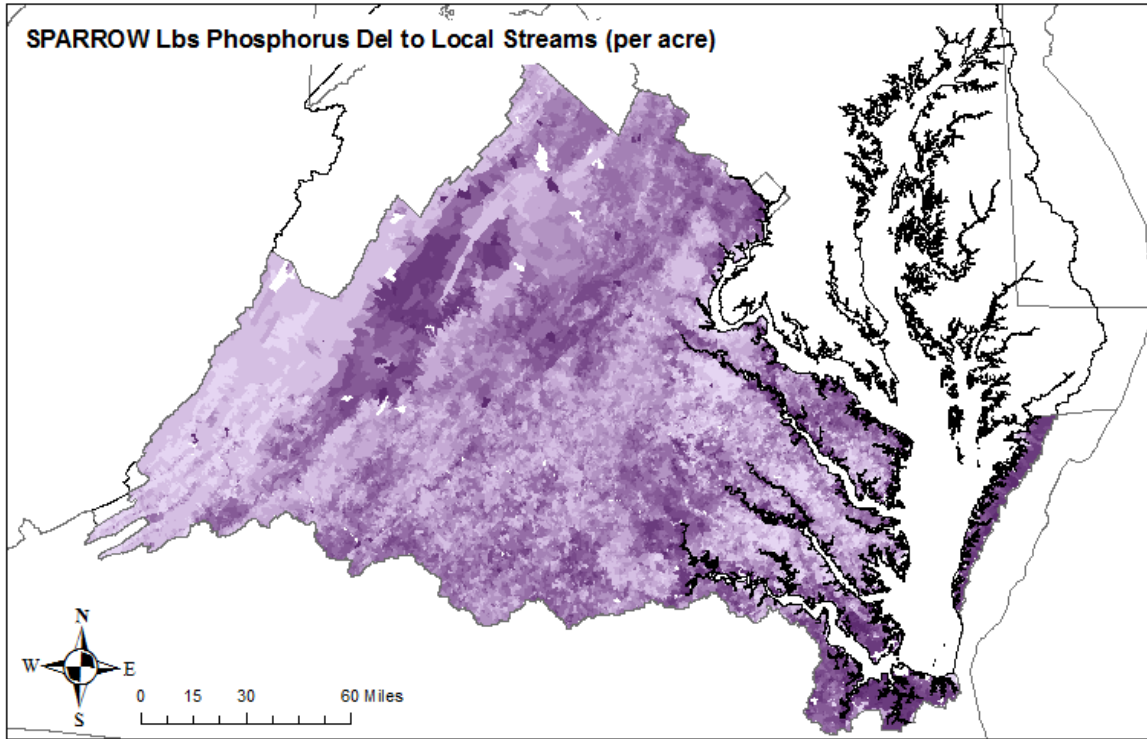 SPARROW Lbs Phosphorus Del to Local Streams (per acre)
N
W E
S
0 15 30 60 Miles